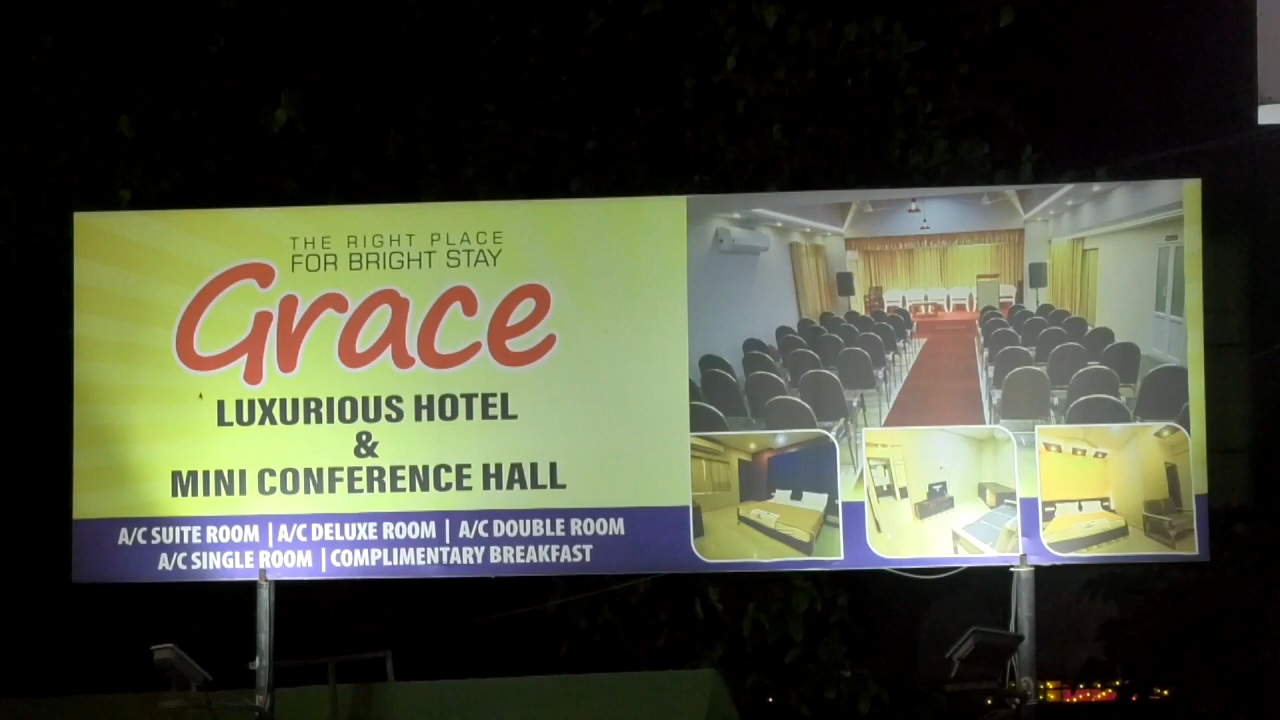 THE RIGHT PLACE
FOR BRIGHT STAY
Grace
LUXURIOUS HOTEL
&
MINI CONFERENCE HALL
A/C SUITE ROOM | A/C DELUXE ROOM | A/C DOUBLE ROOM
A/C SINGLE ROOM | COMPLIMENTARY BREAKFAST